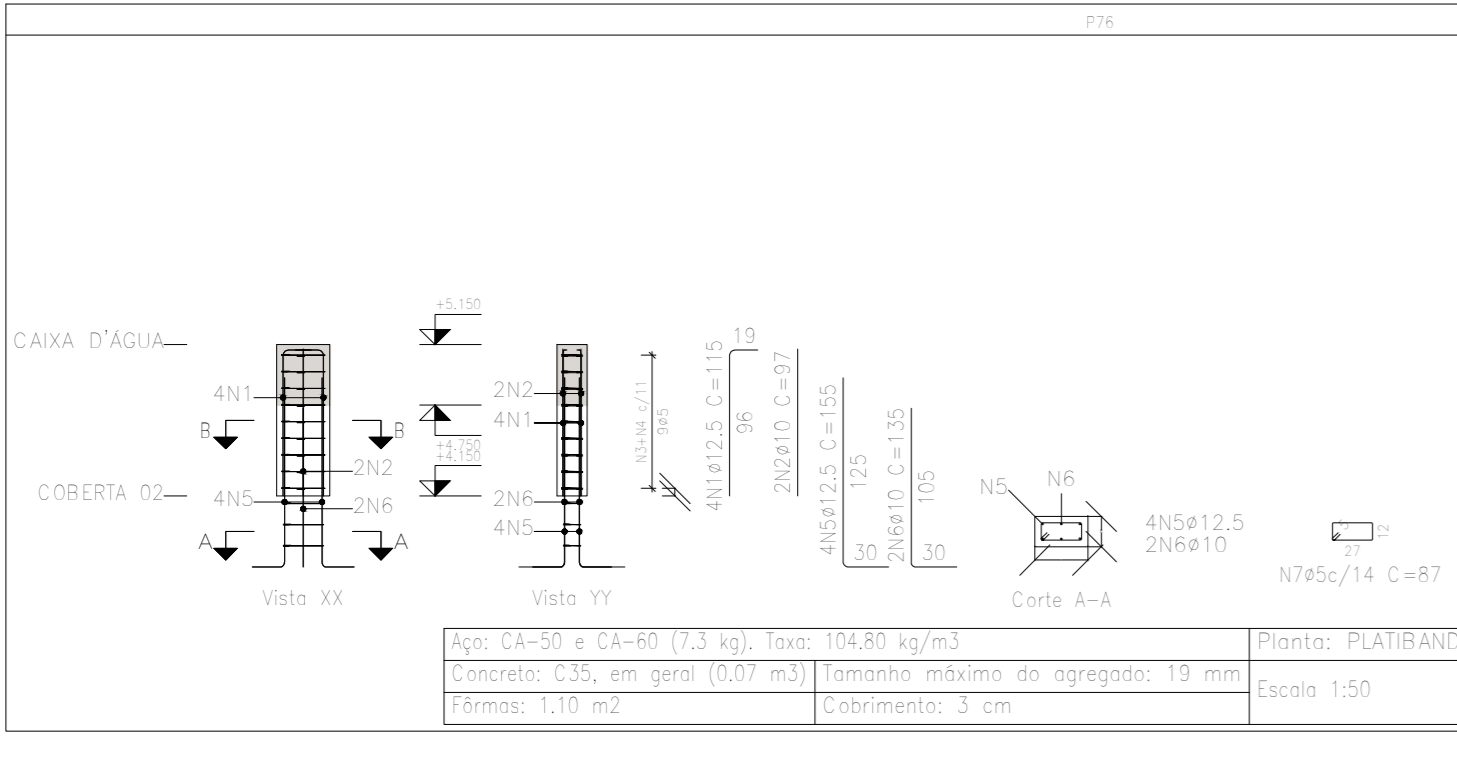 P76
+5.150
CAIXA D'ÁGUA
19
4N1
2N2
4N1
N3+N4 c/11
9ø5
4N1ø12.5 C=115
96
2N2ø10 C=97
B
B
+4.750
+4.150
2N2
COBERTA 02
4N5
2N6
2N6
4N5
4N5ø12.5 C=155
125
30
2N6ø10 C=135
105
30
A
A
N5
N6
4N5ø12.5
2N6ø10
5
12
27
N7ø5c/14 C=87
Vista XX
Vista YY
Corte A-A
Aço: CA-50 e CA-60 (7.3 kg). Taxa: 104.80 kg/m3
Planta: PLATIBAND
Concreto: C35, em geral (0.07 m3)
Tamanho máximo do agregado: 19 mm
Escala 1:50
Fôrmas: 1.10 m2
Cobrimento: 3 cm